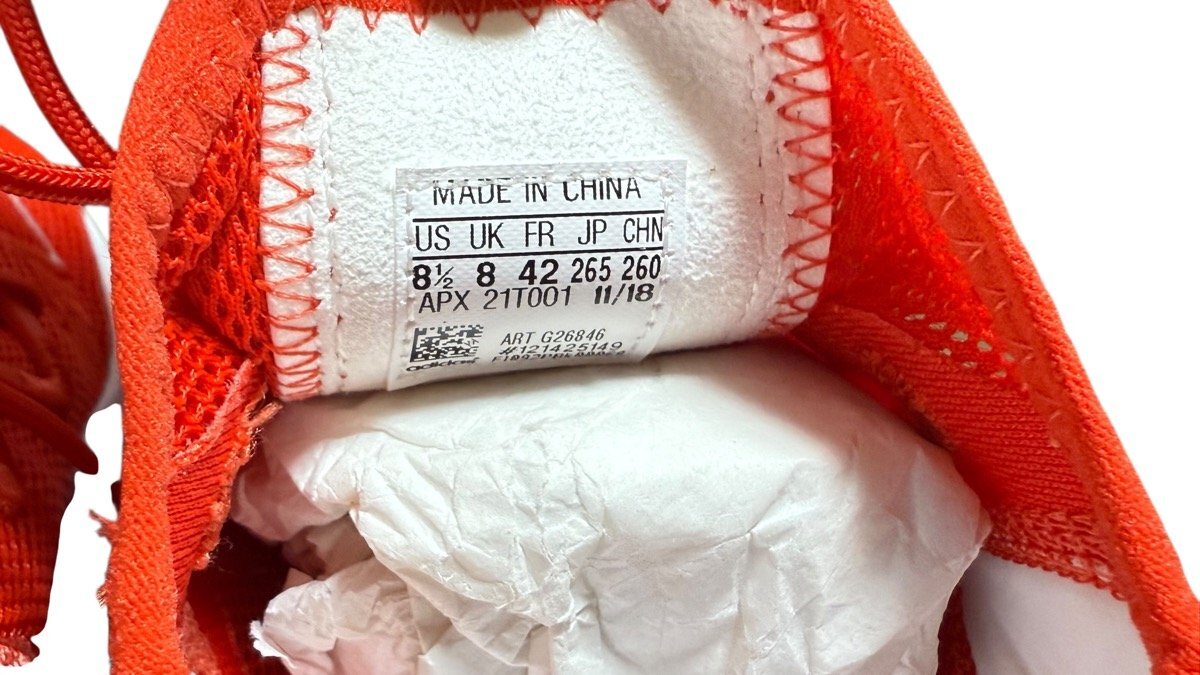 MADE IN CHINA
US UK FR JP CHN
8½ 8 42 265 260
APX 21T001 11/18
ART G26846
#121425149
adidas